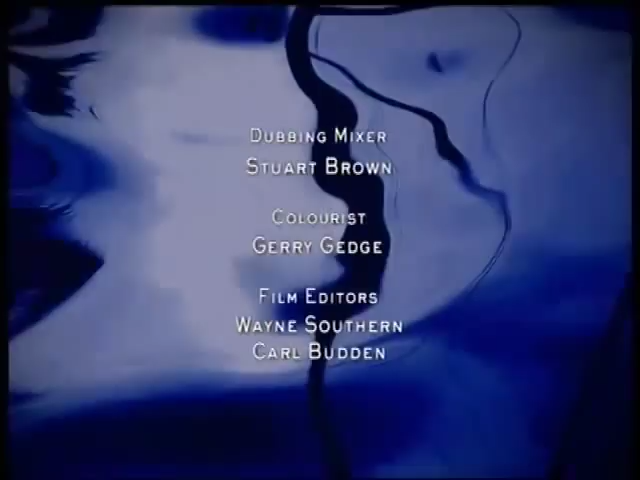 Dubbing Mixer
Stuart Brown
Colourist
Gerry Gedge
Film Editors
Wayne Southern
Carl Budden